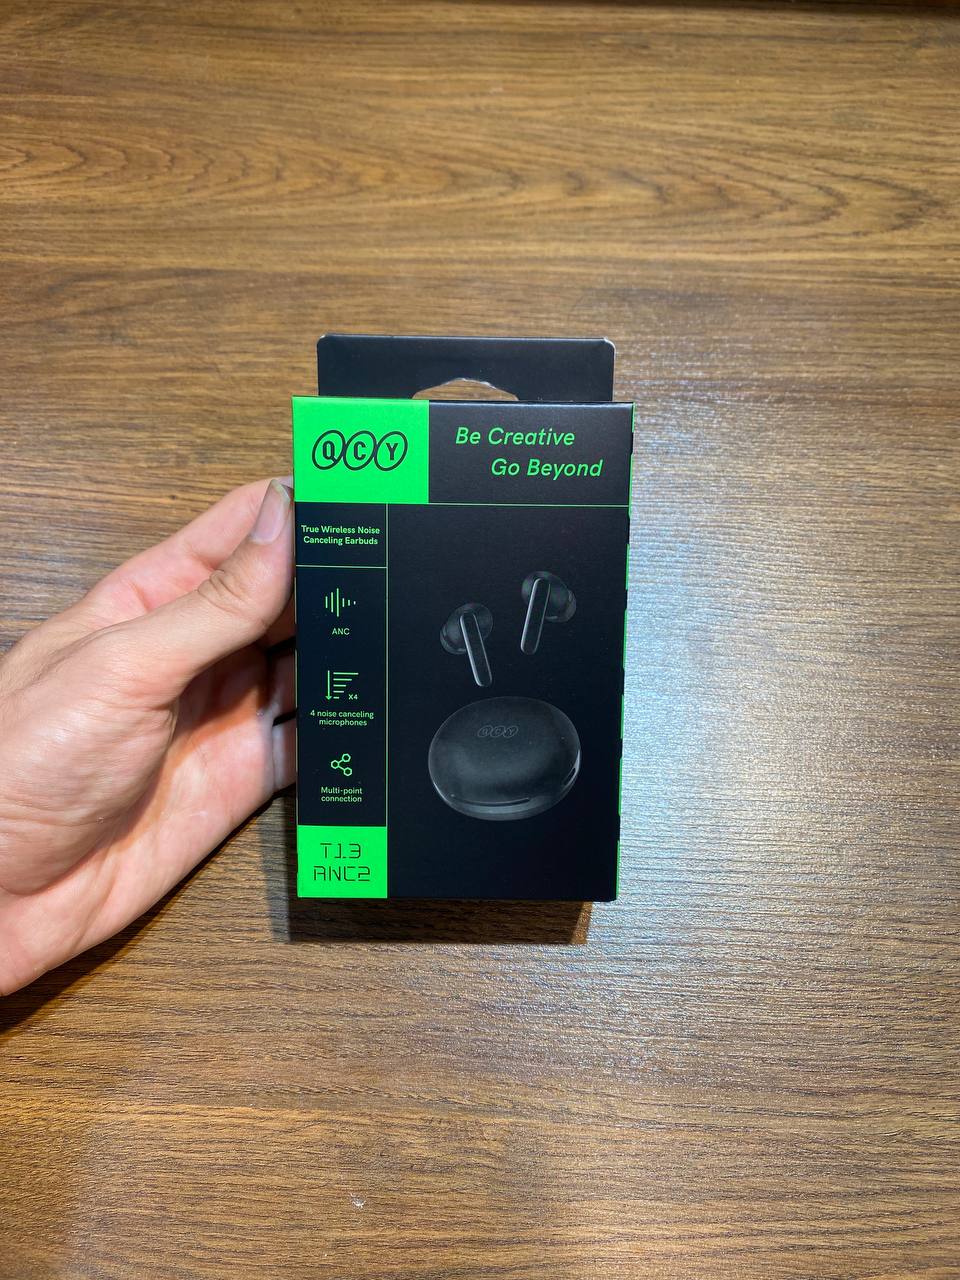 QCY
Be Creative
Go Beyond
True Wireless Noise
Canceling Earbuds
ANC
X4
4 noise canceling
microphones
Multi-point
connection
T13
ANC2
QCY